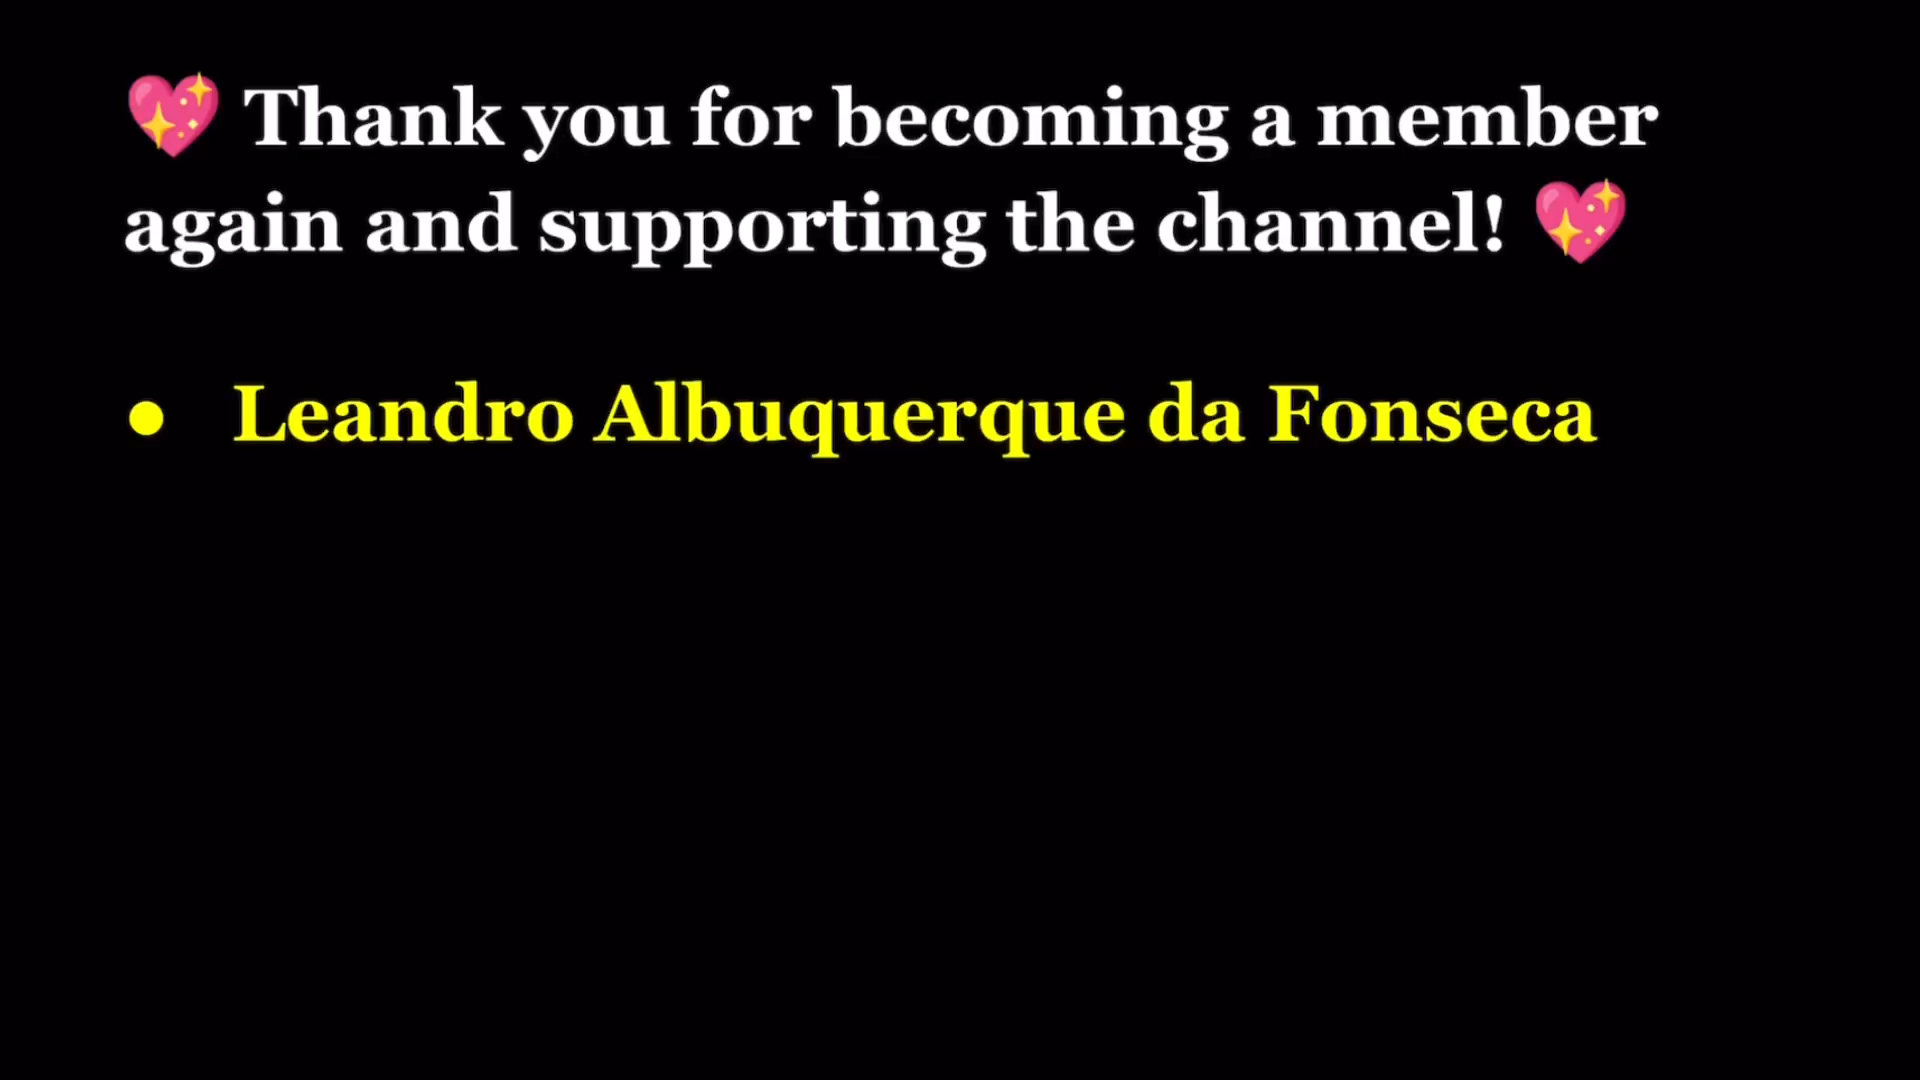 💖 Thank you for becoming a member
again and supporting the channel! 💖
● Leandro Albuquerque da Fonseca